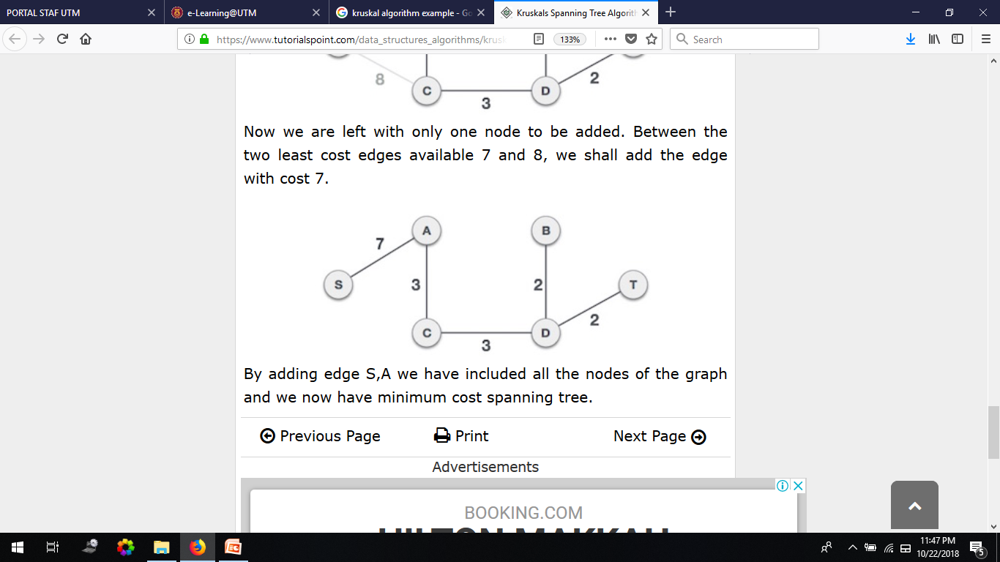 PORTAL STAF UTM
e-Learning@UTM
kruskal algorithm example - Go
Kruskals Spanning Tree Algorith
https://www.tutorialspoint.com/data_structures_algorithms/krusk
133%
Search
8
C
3
D
2
Now we are left with only one node to be added. Between the
two least cost edges available 7 and 8, we shall add the edge
with cost 7.
A
B
7
S
3
2
T
C
3
D
2
By adding edge S,A we have included all the nodes of the graph
and we now have minimum cost spanning tree.
Previous Page
Print
Next Page
Advertisements
BOOKING.COM
HILTON MAKKAH
11:47 PM
10/22/2018
5